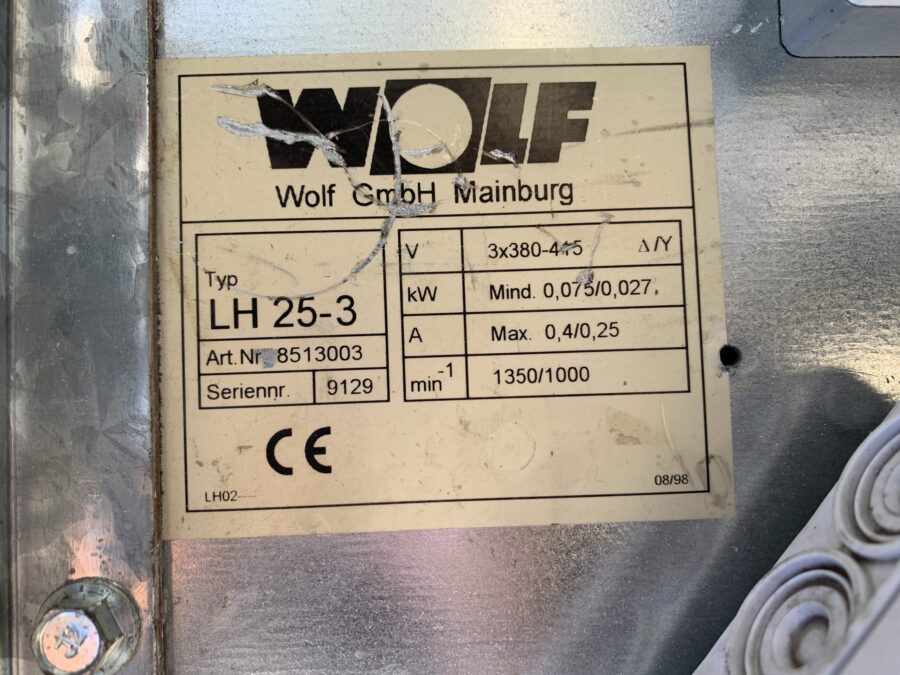 WOLF
Wolf GmbH Mainburg
Typ
LH 25-3
Art.Nr. 8513003
Seriennr. 9129
V 3x380-415 Δ/Y
kW Mind. 0,075/0,027
A Max. 0,4/0,25
min-1 1350/1000
CE
LH02
08/98